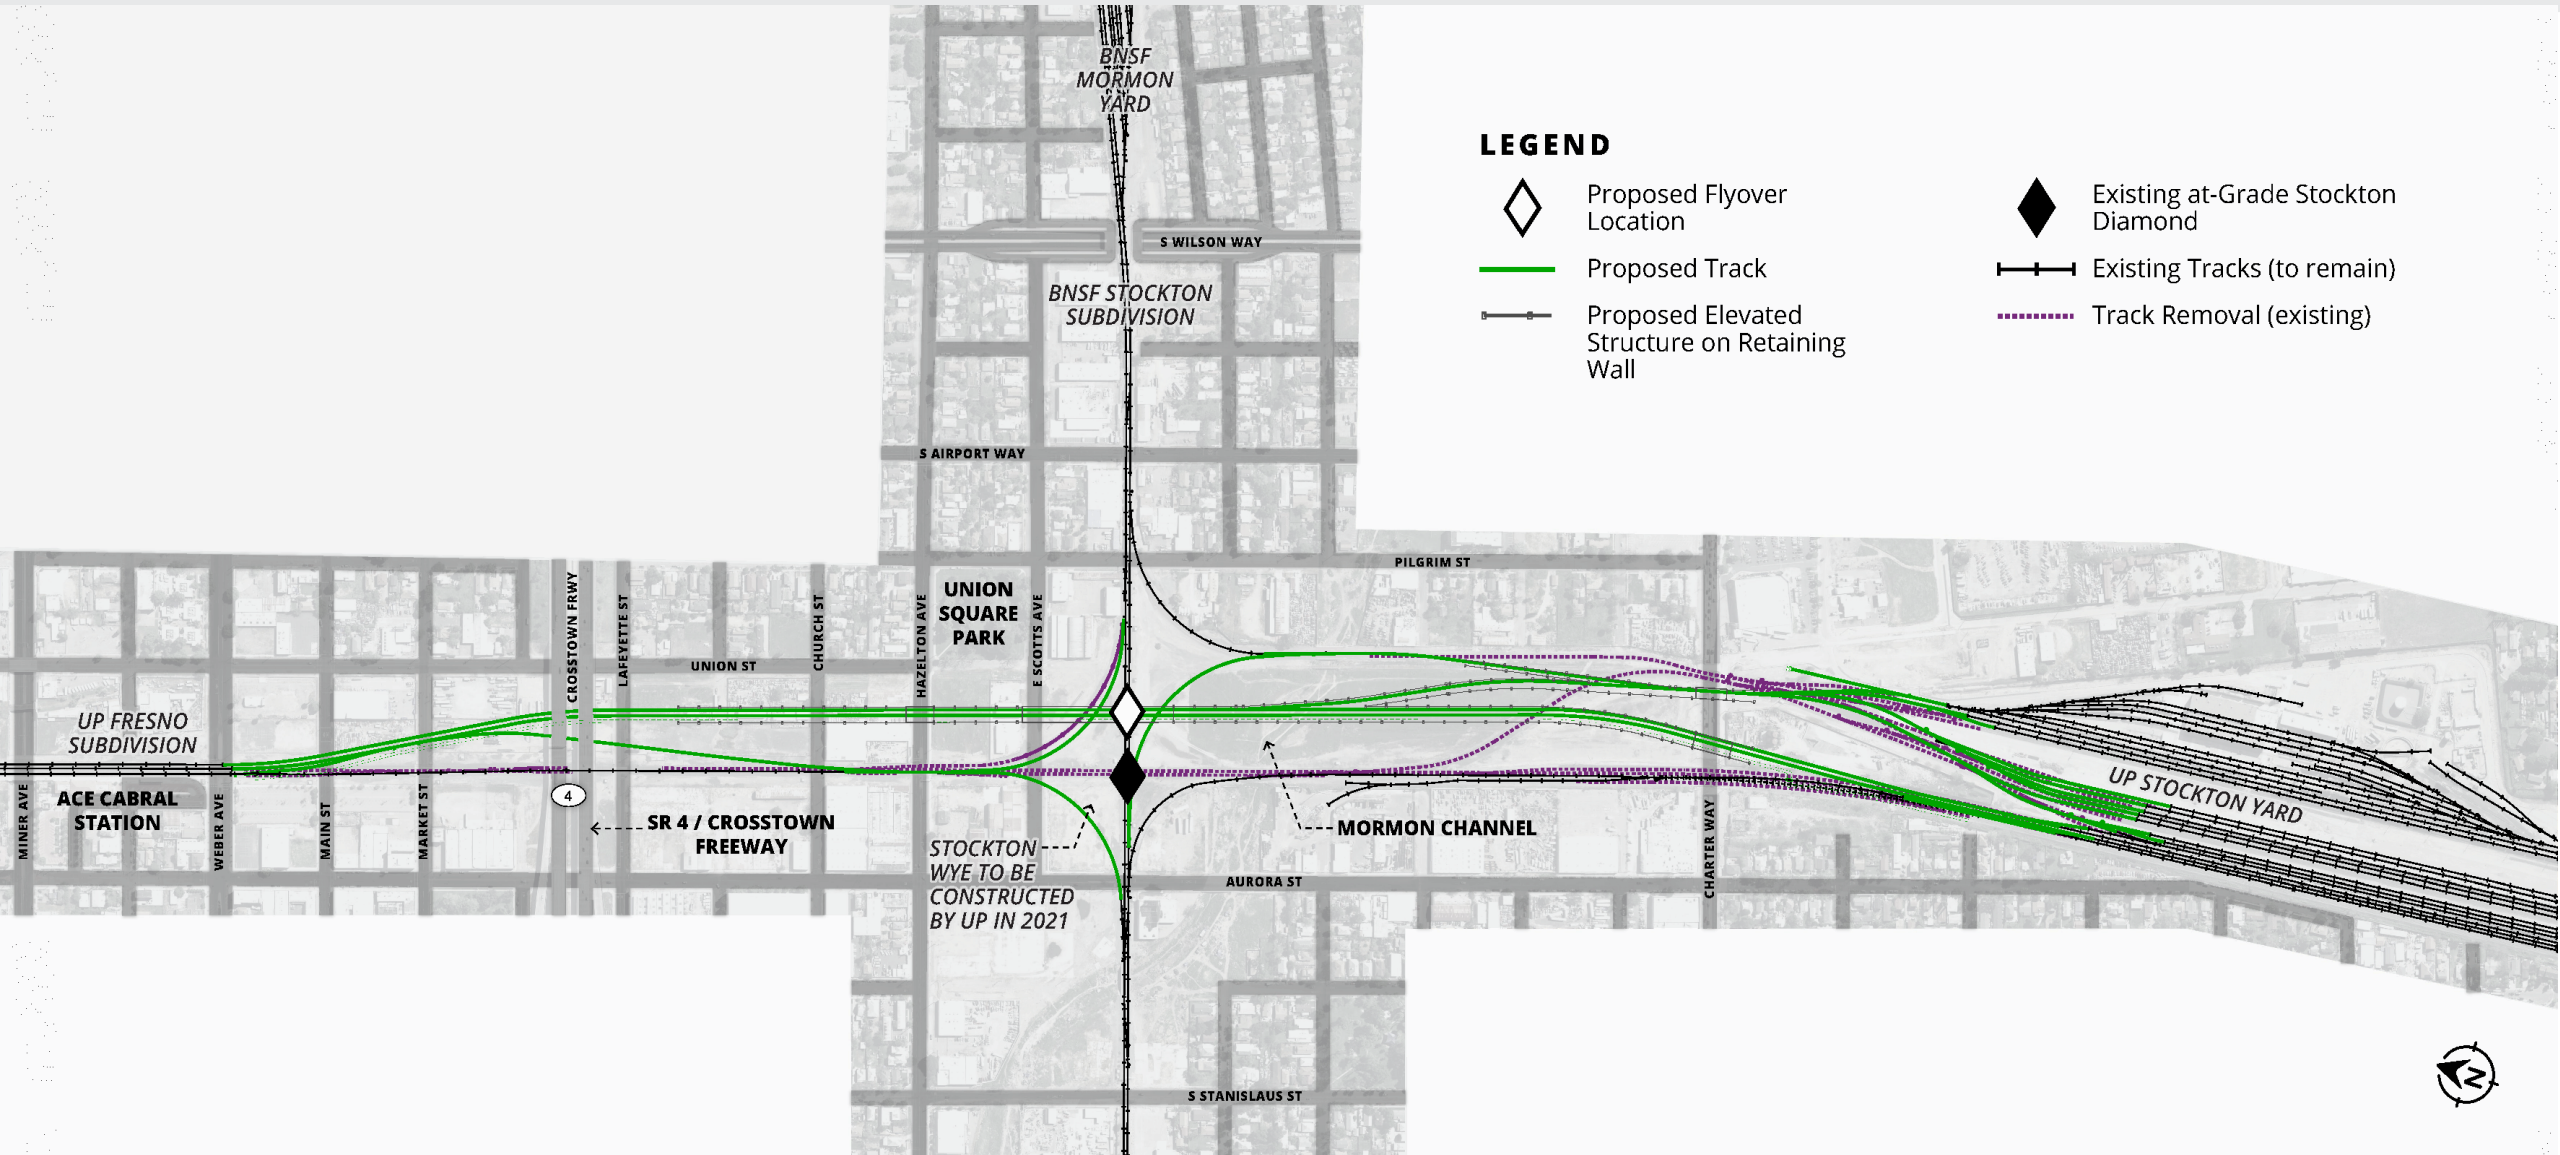 BNSF
MORMON
YARD
LEGEND
Proposed Flyover
Location
Existing at-Grade Stockton
Diamond
Proposed Track
Existing Tracks (to remain)
Proposed Elevated
Structure on Retaining
Wall
Track Removal (existing)
S WILSON WAY
BNSF STOCKTON
SUBDIVISION
S AIRPORT WAY
PILGRIM ST
CROSSTOWN FRWY
LAFEYETTE ST
CHURCH ST
HAZELTON AVE
UNION
SQUARE
PARK
E SCOTTS AVE
UNION ST
UP FRESNO
SUBDIVISION
ACE CABRAL
STATION
MINER AVE
WEBER AVE
MAIN ST
MARKET ST
4
SR 4 / CROSSTOWN
FREEWAY
STOCKTON
WYE TO BE
CONSTRUCTED
BY UP IN 2021
MORMON CHANNEL
AURORA ST
CHARTER WAY
UP STOCKTON YARD
S STANISLAUS ST
N